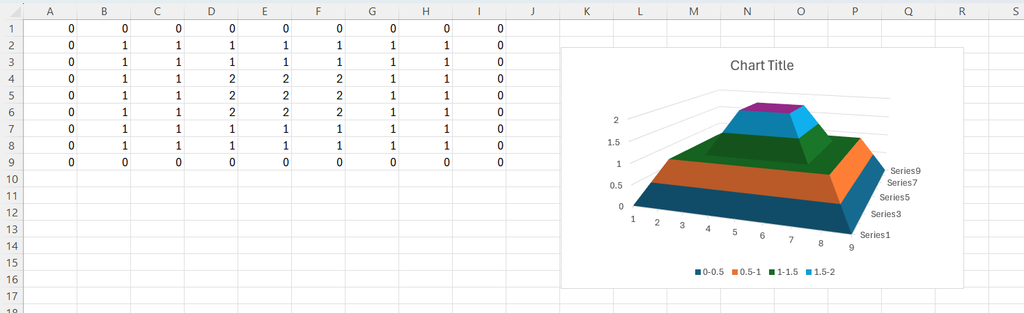 A B C D E F G H I J K L M N O P Q R S
1 0 0 0 0 0 0 0 0 0
2 0 1 1 1 1 1 1 1 0
3 0 1 1 1 1 1 1 1 0
4 0 1 1 2 2 2 1 1 0
5 0 1 1 2 2 2 1 1 0
6 0 1 1 2 2 2 1 1 0
7 0 1 1 1 1 1 1 1 0
8 0 1 1 1 1 1 1 1 0
9 0 0 0 0 0 0 0 0 0
10
11
12
13
14
15
16
17
Chart Title
2
1.5
1
0.5
0
1 2 3 4 5 6 7 8 9
Series9
Series7
Series5
Series3
Series1
0-0.5 0.5-1 1-1.5 1.5-2